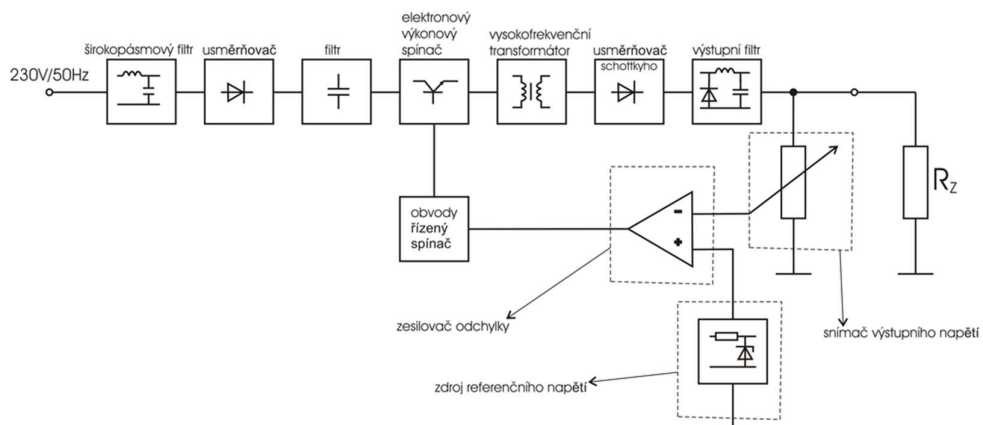 230V/50Hz
širokopásmový filtr
usměrňovač
filtr
elektronový
výkonový
spínač
vysokofrekvenční
transformátor
usměrňovač
schottkyho
výstupní filtr
R_Z
obvody
řízený
spínač
-
+
zesilovač odchylky
snímač výstupního napětí
zdroj referenčního napětí